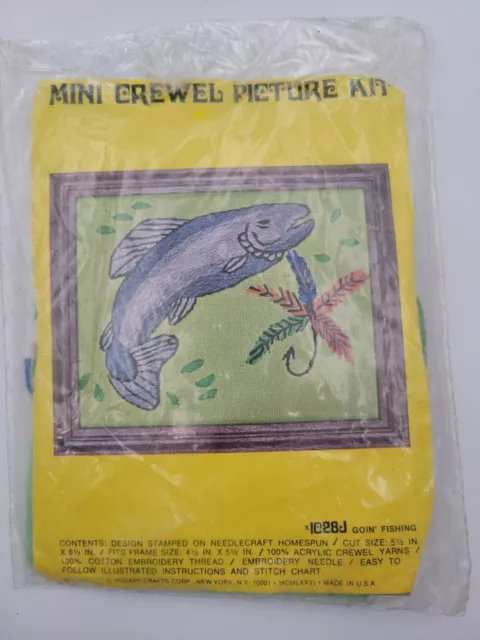 MINI CREWEL PICTURE KIT
x1028J GOIN' FISHING
CONTENTS: DESIGN STAMPED ON NEEDLECRAFT HOMESPUN / CUT SIZE: 5½ IN.
X 6½ IN. / FITS FRAME SIZE: 4½ IN. X 5½ IN. / 100% ACRYLIC CREWEL YARNS /
100% COTTON EMBROIDERY THREAD / EMBROIDERY NEEDLE / EASY TO
FOLLOW ILLUSTRATED INSTRUCTIONS AND STITCH CHART
VOGART CRAFTS CORP., NEW YORK, N.Y. 10001 • MCMLXXVI • MADE IN U.S.A.